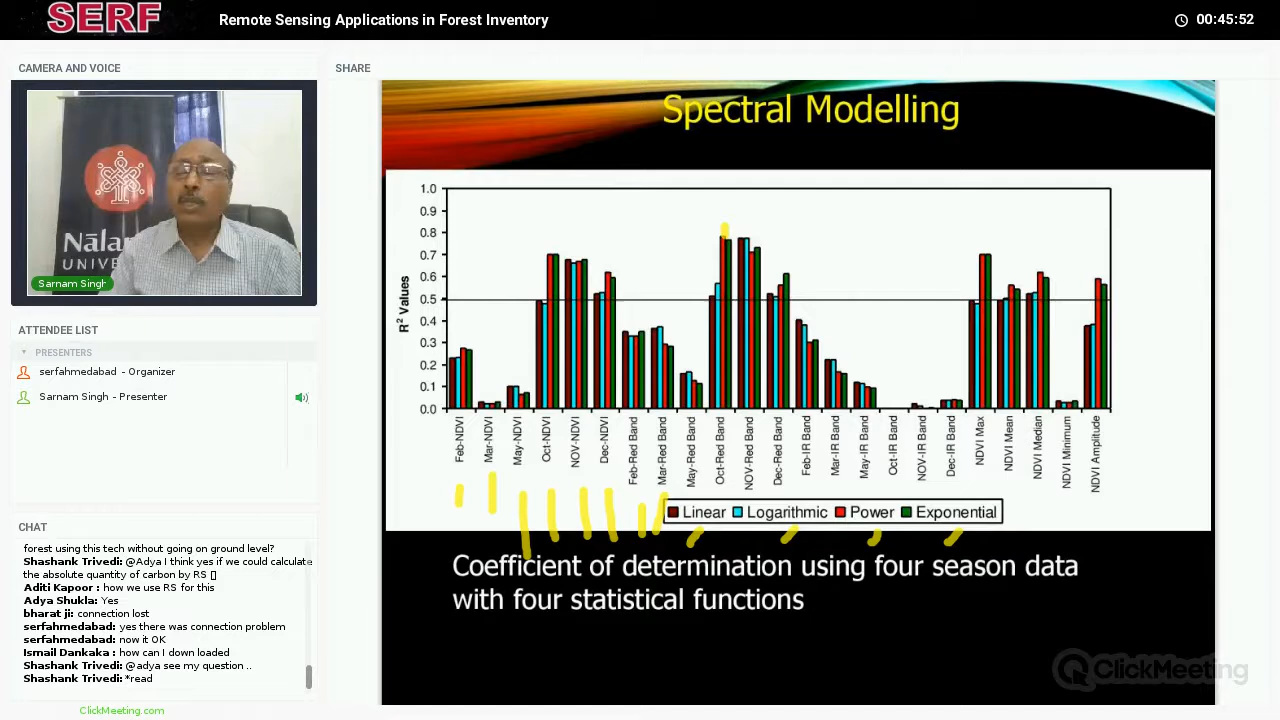 SERF
Remote Sensing Applications in Forest Inventory
00:45:52
CAMERA AND VOICE
SHARE
Nālan
UNIVE
Sarnam Singh
ATTENDEE LIST
PRESENTERS
serfahmedabad - Organizer
Sarnam Singh - Presenter
CHAT
forest using this tech without going on ground level?
Shashank Trivedi: @Adya I think yes if we could calculate
the absolute quantity of carbon by RS []
Aditi Kapoor : how we use RS for this
Adya Shukla: Yes
bharat ji: connection lost
serfahmedabad: yes there was connection problem
serfahmedabad: now it OK
Ismail Dankaka : how can I down loaded
Shashank Trivedi: @adya see my question ..
Shashank Trivedi: *read
ClickMeeting.com
Spectral Modelling
R² Values
1.0
0.9
0.8
0.7
0.6
0.5
0.4
0.3
0.2
0.1
0.0
Feb-NDVI
Mar-NDVI
May-NDVI
Oct-NDVI
NOV-NDVI
Dec-NDVI
Feb-Red Band
Mar-Red Band
May-Red Band
Oct-Red Band
NOV-Red Band
Dec-Red Band
Feb-IR Band
Mar-IR Band
May-IR Band
Oct-IR Band
NOV-IR Band
Dec-IR Band
NDVI Max
NDVI Mean
NDVI Median
NDVI Minimum
NDVI Amplitude
Linear Logarithmic Power Exponential
Coefficient of determination using four season data
with four statistical functions
ClickMeeting